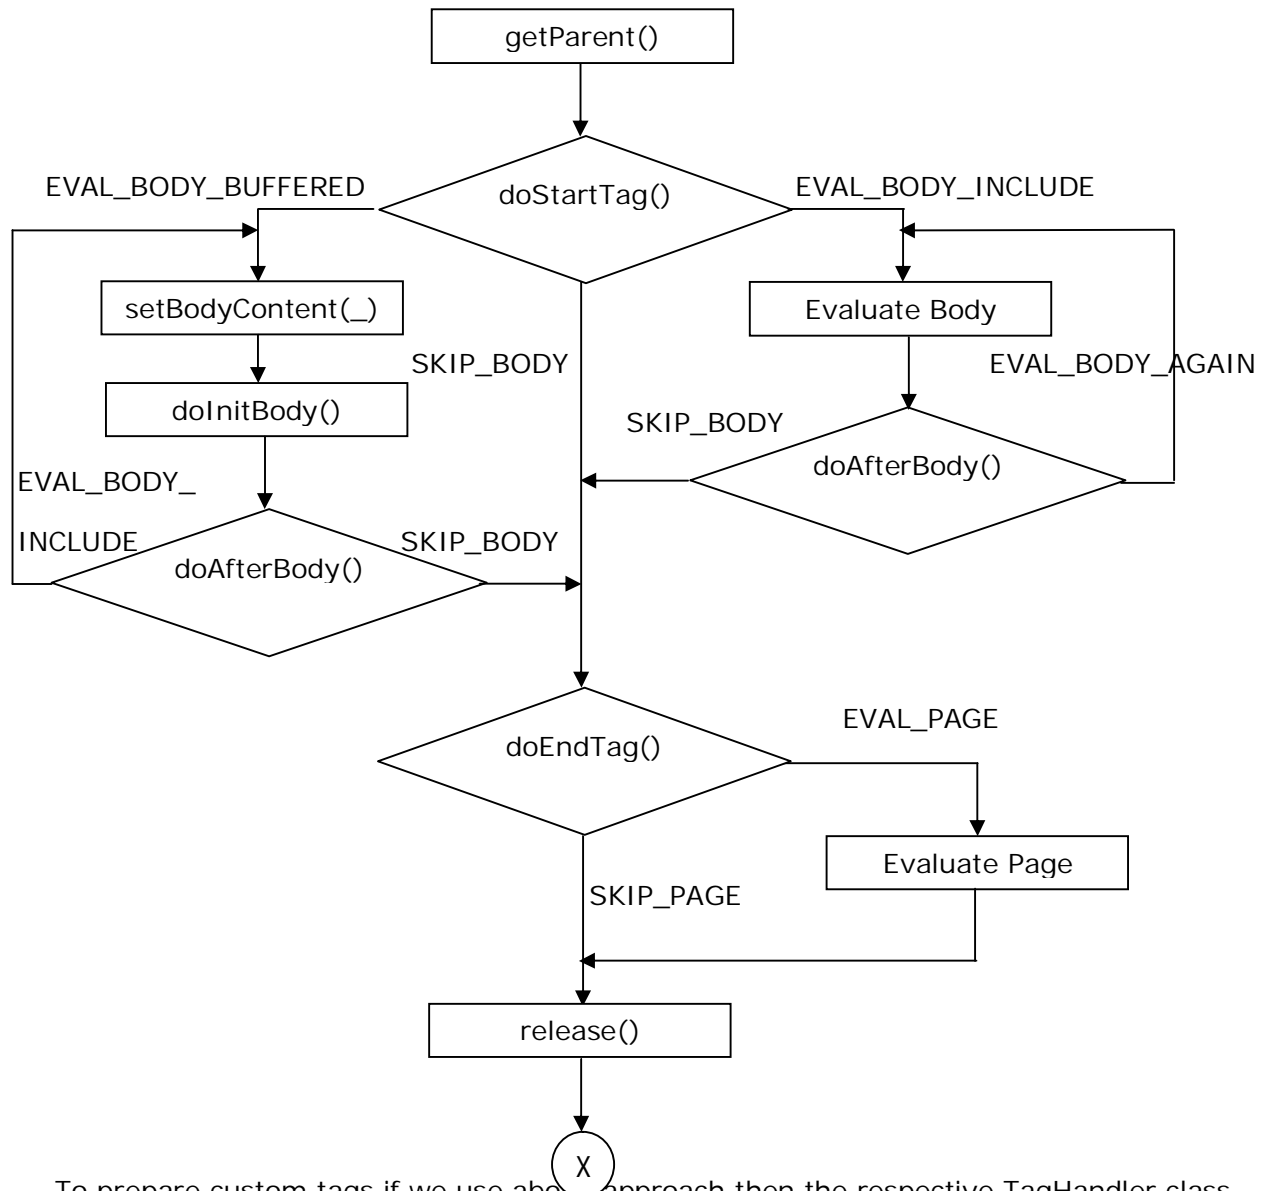 getParent()
doStartTag()
EVAL_BODY_BUFFERED
EVAL_BODY_INCLUDE
setBodyContent(_)
Evaluate Body
SKIP_BODY
EVAL_BODY_AGAIN
doInitBody()
SKIP_BODY
doAfterBody()
EVAL_BODY_
INCLUDE
SKIP_BODY
doAfterBody()
EVAL_PAGE
doEndTag()
Evaluate Page
SKIP_PAGE
release()
X
To prepare custom tags if we use above approach then the respective TagHandler class